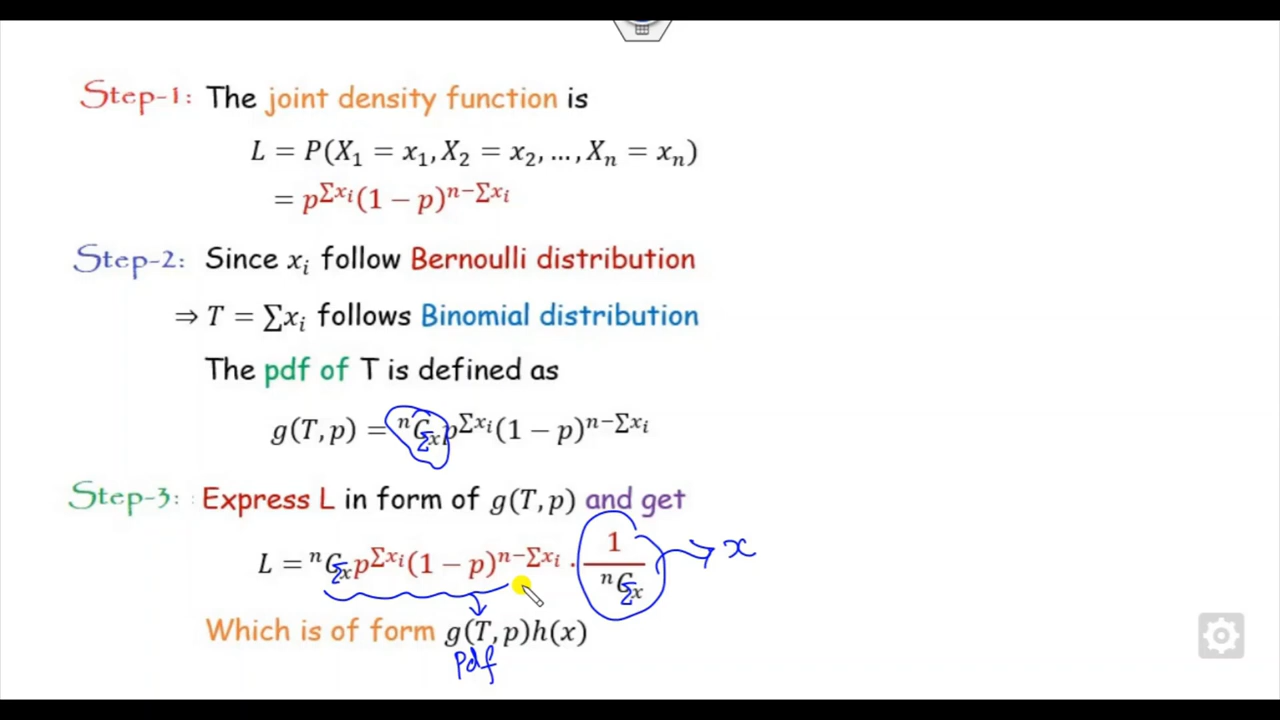 Step-1: The joint density function is
L = P(X₁ = x₁, X₂ = x₂, ..., Xₙ = xₙ)
= p^{Σxᵢ}(1 − p)^{n−Σxᵢ}
Step-2: Since xᵢ follow Bernoulli distribution
⇒ T = Σxᵢ follows Binomial distribution
The pdf of T is defined as
g(T, p) = ⁿC_{Σx} p^{Σxᵢ}(1 − p)^{n−Σxᵢ}
Step-3: Express L in form of g(T, p) and get
L = ⁿC_{Σx} p^{Σxᵢ}(1 − p)^{n−Σxᵢ} · 1/ⁿC_{Σx} → x
Which is of form g(T, p)h(x)
pdf